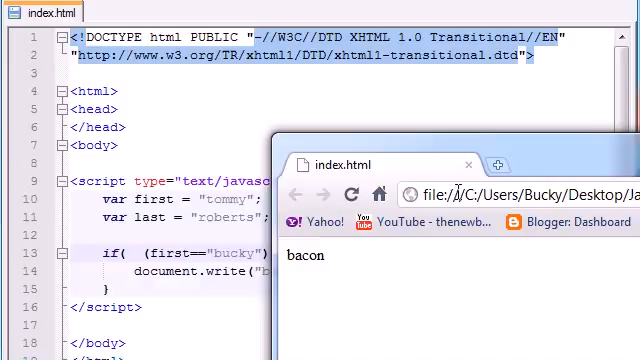 index.html
1 <!DOCTYPE html PUBLIC "-//W3C//DTD XHTML 1.0 Transitional//EN"
2 "http://www.w3.org/TR/xhtml1/DTD/xhtml1-transitional.dtd">
3
4 <html>
5 <head>
6 </head>
7 <body>
8
9 <script type="text/javasc
10 var first = "tommy";
11 var last = "roberts";
12
13 if( (first=="bucky")
14 document.write("b
15 }
16 </script>
17
18 </body>
index.html
file:///C:/Users/Bucky/Desktop/Ja
Yahoo!
YouTube - thenewb...
Blogger: Dashboard
bacon